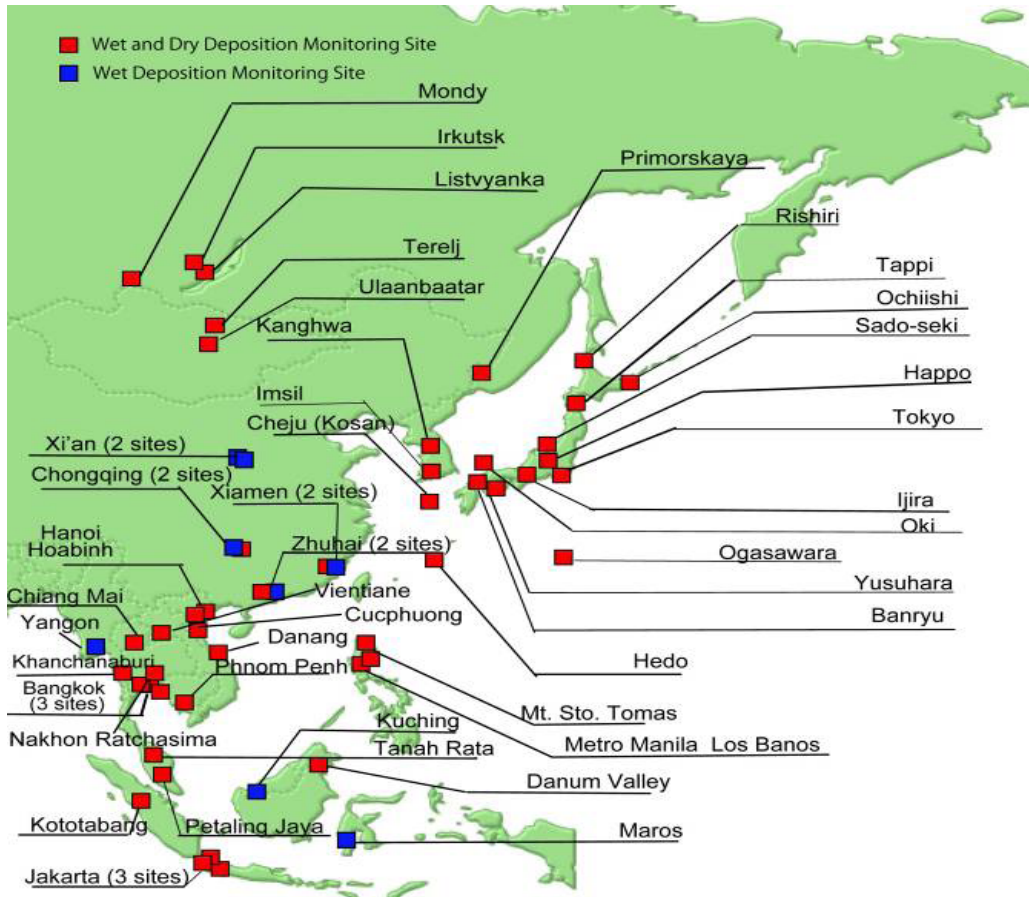 Wet and Dry Deposition Monitoring Site
Wet Deposition Monitoring Site
Mondy
Irkutsk
Primorskaya
Listvyanka
Rishiri
Terelj
Tappi
Ulaanbaatar
Ochiishi
Kanghwa
Sado-seki
Happo
Imsil
Cheju (Kosan)
Tokyo
Xi'an (2 sites)
Chongqing (2 sites)
Xiamen (2 sites)
Ijira
Oki
Hanoi
Hoabinh
Zhuhai (2 sites)
Ogasawara
Vientiane
Yusuhara
Chiang Mai
Cucphuong
Banryu
Yangon
Danang
Khanchanaburi
Phnom Penh
Hedo
Bangkok
(3 sites)
Mt. Sto. Tomas
Kuching
Nakhon Ratchasima
Tanah Rata
Metro Manila Los Banos
Danum Valley
Kototabang
Petaling Jaya
Maros
Jakarta (3 sites)